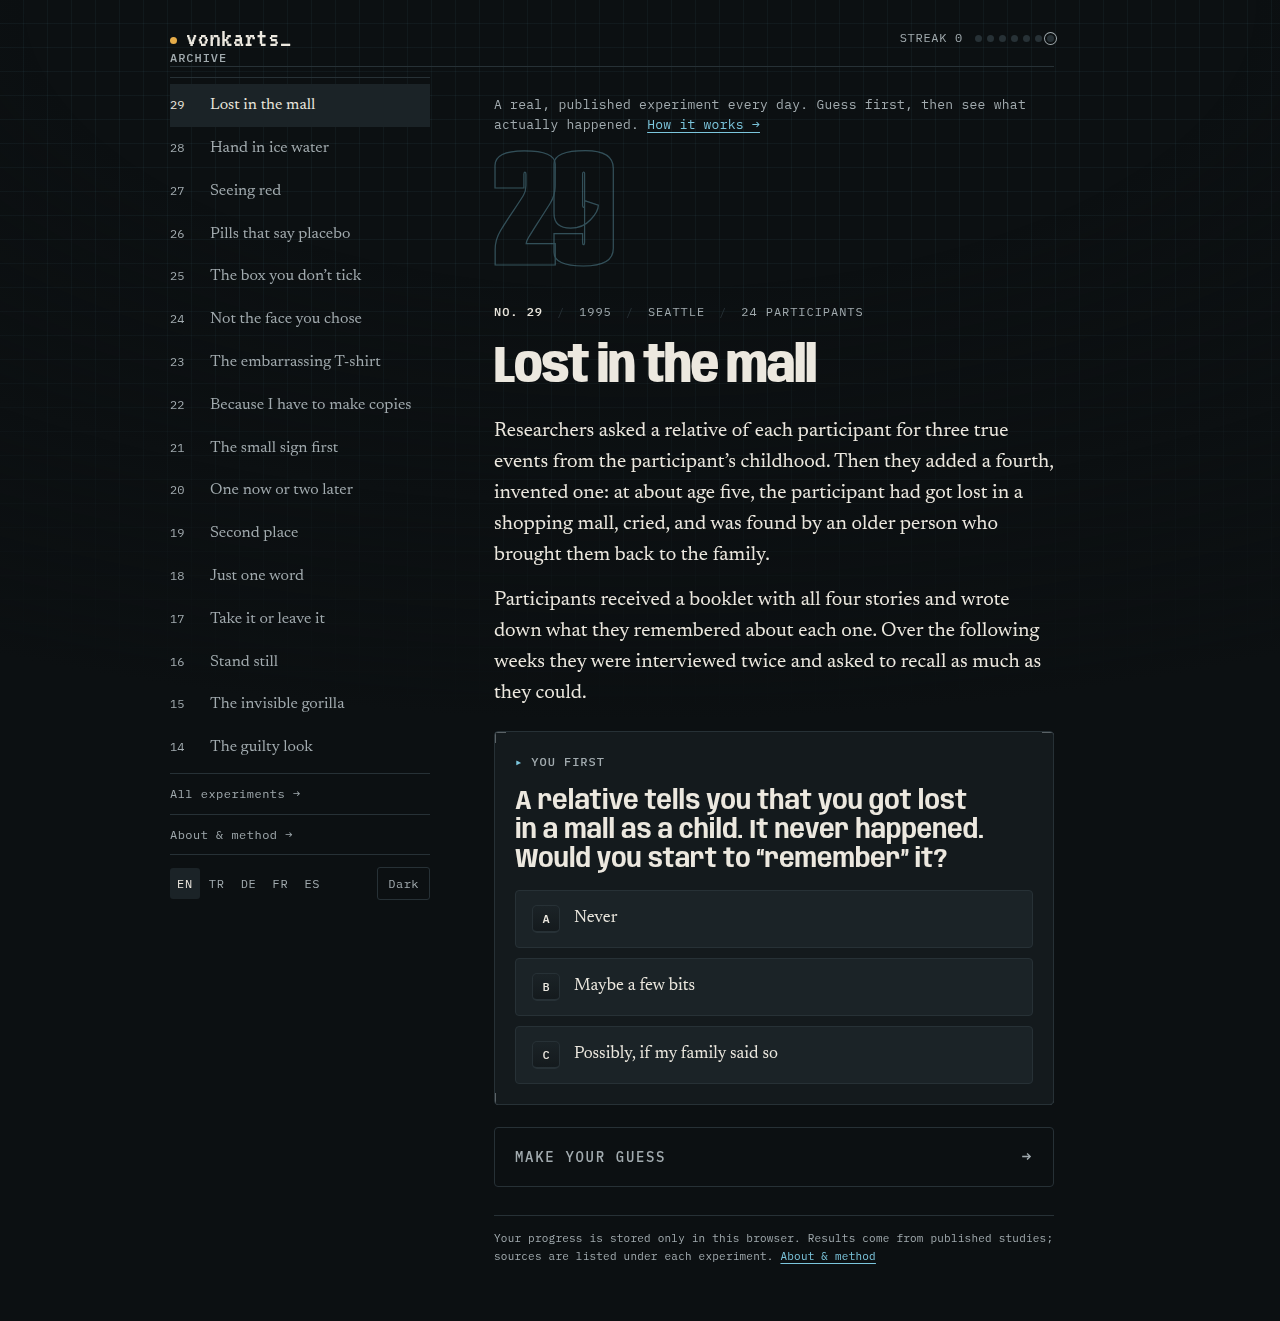 vonkarts_
STREAK 0
ARCHIVE
29 Lost in the mall
28 Hand in ice water
27 Seeing red
26 Pills that say placebo
25 The box you don’t tick
24 Not the face you chose
23 The embarrassing T-shirt
22 Because I have to make copies
21 The small sign first
20 One now or two later
19 Second place
18 Just one word
17 Take it or leave it
16 Stand still
15 The invisible gorilla
14 The guilty look
All experiments →
About & method →
EN TR DE FR ES Dark
A real, published experiment every day. Guess first, then see what
actually happened. How it works →
29
NO. 29 / 1995 / SEATTLE / 24 PARTICIPANTS
Lost in the mall
Researchers asked a relative of each participant for three true
events from the participant’s childhood. Then they added a fourth,
invented one: at about age five, the participant had got lost in a
shopping mall, cried, and was found by an older person who
brought them back to the family.
Participants received a booklet with all four stories and wrote
down what they remembered about each one. Over the following
weeks they were interviewed twice and asked to recall as much as
they could.
▸ YOU FIRST
A relative tells you that you got lost
in a mall as a child. It never happened.
Would you start to “remember” it?
A Never
B Maybe a few bits
C Possibly, if my family said so
MAKE YOUR GUESS →
Your progress is stored only in this browser. Results come from published studies;
sources are listed under each experiment. About & method